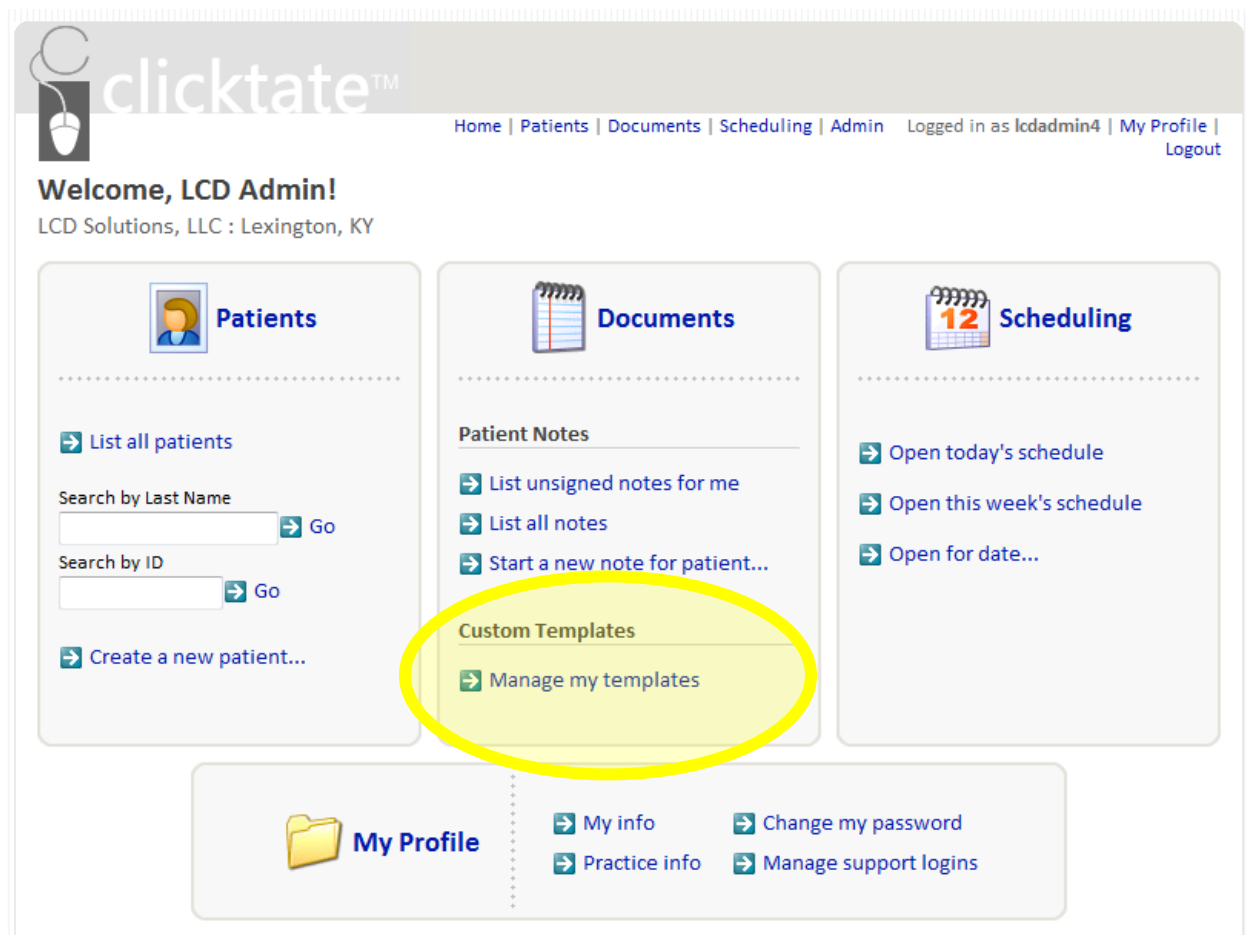 clicktate™
Home | Patients | Documents | Scheduling | Admin Logged in as lcdadmin4 | My Profile |
Logout
Welcome, LCD Admin!
LCD Solutions, LLC : Lexington, KY
Patients
List all patients
Search by Last Name
Go
Search by ID
Go
Create a new patient...
Documents
Patient Notes
List unsigned notes for me
List all notes
Start a new note for patient...
Custom Templates
Manage my templates
12
Scheduling
Open today's schedule
Open this week's schedule
Open for date...
My Profile
My info
Change my password
Practice info
Manage support logins